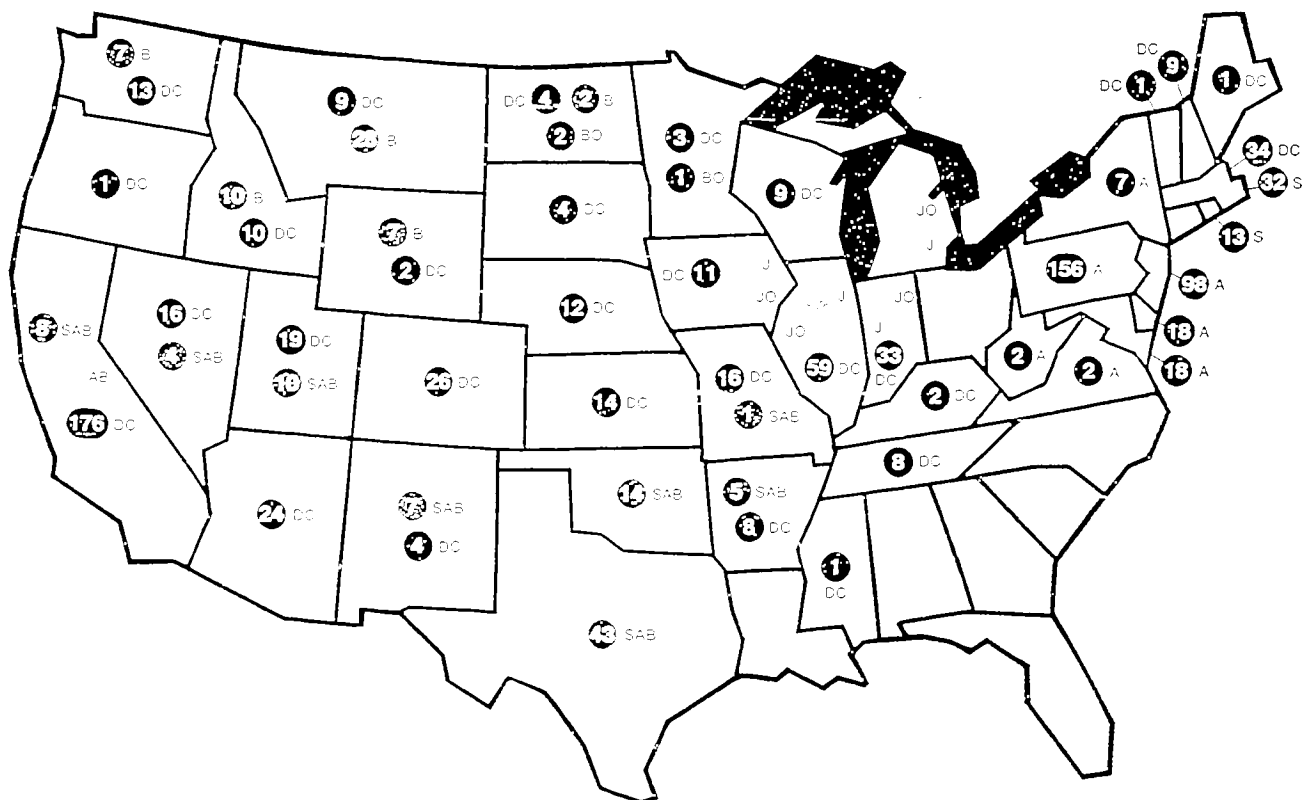 7 B
13 DC
1 DC
9 DC
B
10 B
10 DC
B
2 DC
DC 4
2 B
2 BO
3 DC
1 BO
4 DC
9 DC
DC 11
J
JO
12 DC
16 DC
SAB
SAB
AB
176 DC
19 DC
18 SAB
26 DC
14 DC
16 DC
1 SAB
JO
J
JO
J
59 DC
JO
J
33
DC
2 DC
8 DC
24 DC
SAB
4 DC
14 SAB
5 SAB
8 DC
1
DC
43 SAB
DC 9
DC 1
1 DC
34 DC
32 S
13 S
7 A
156 A
98 A
18 A
18 A
2 A
2 A